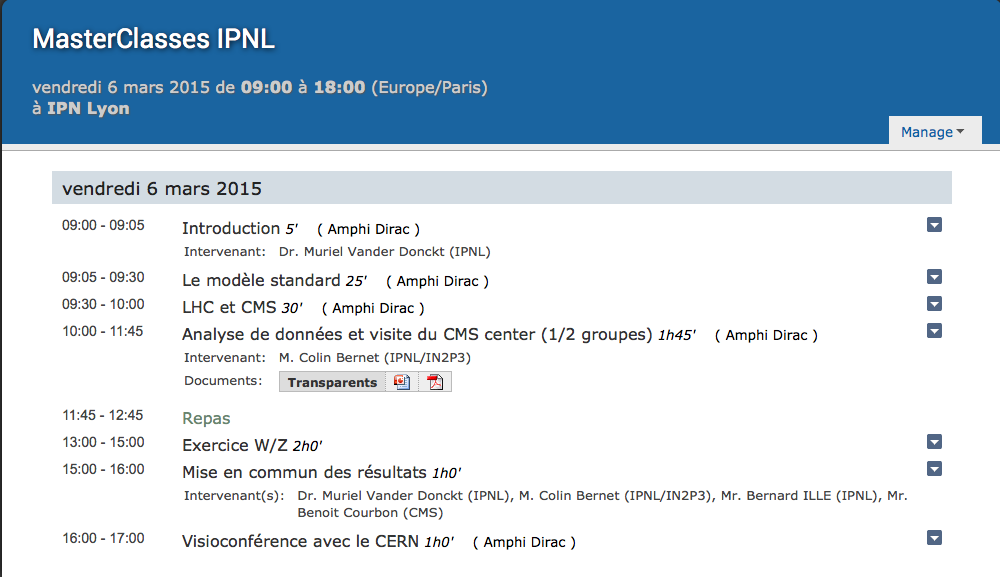 MasterClasses IPNL
vendredi 6 mars 2015 de 09:00 à 18:00 (Europe/Paris)
à IPN Lyon
Manage
vendredi 6 mars 2015
09:00 - 09:05 Introduction 5' ( Amphi Dirac )
Intervenant: Dr. Muriel Vander Donckt (IPNL)
09:05 - 09:30 Le modèle standard 25' ( Amphi Dirac )
09:30 - 10:00 LHC et CMS 30' ( Amphi Dirac )
10:00 - 11:45 Analyse de données et visite du CMS center (1/2 groupes) 1h45' ( Amphi Dirac )
Intervenant: M. Colin Bernet (IPNL/IN2P3)
Documents: Transparents
11:45 - 12:45 Repas
13:00 - 15:00 Exercice W/Z 2h0'
15:00 - 16:00 Mise en commun des résultats 1h0'
Intervenant(s): Dr. Muriel Vander Donckt (IPNL), M. Colin Bernet (IPNL/IN2P3), Mr. Bernard ILLE (IPNL), Mr.
Benoit Courbon (CMS)
16:00 - 17:00 Visioconférence avec le CERN 1h0' ( Amphi Dirac )